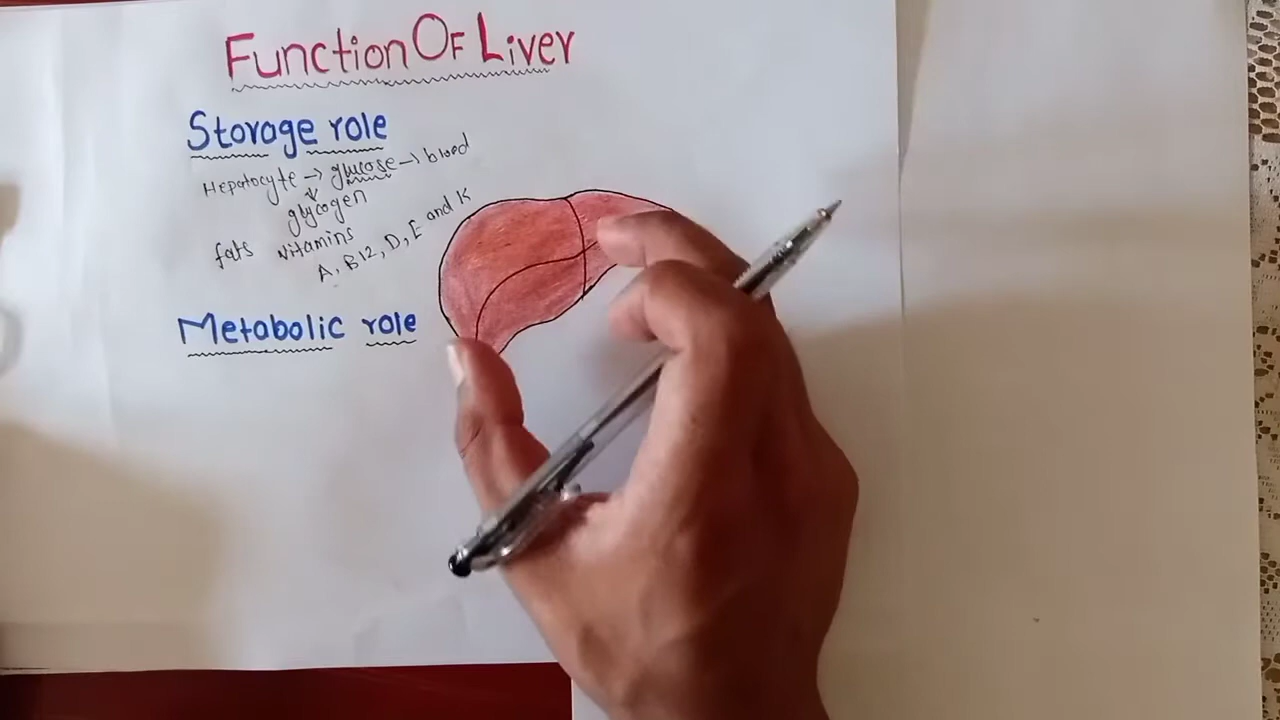 Function Of Liver
Storage role
Hepatocyte → glucose → blood
↓
glycogen
fats vitamins
A, B12, D, E and K
Metabolic role